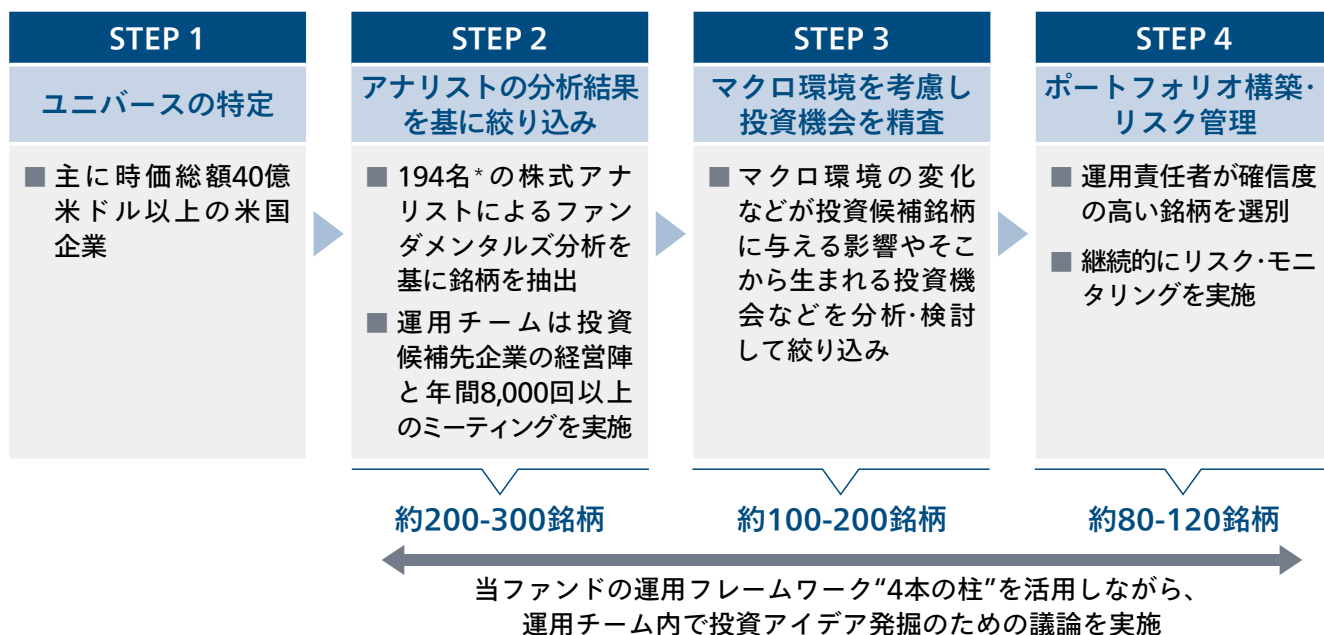 STEP 1
ユニバースの特定
■ 主に時価総額40億
米ドル以上の米国
企業
STEP 2
アナリストの分析結果
を基に絞り込み
■ 194名*の株式アナ
リストによるファン
ダメンタルズ分析を
基に銘柄を抽出
■ 運用チームは投資
候補先企業の経営陣
と年間8,000回以上
のミーティングを実施
約200-300銘柄
STEP 3
マクロ環境を考慮し
投資機会を精査
■ マクロ環境の変化
などが投資候補銘柄
に与える影響やそこ
から生まれる投資機
会などを分析・検討
して絞り込み
約100-200銘柄
STEP 4
ポートフォリオ構築・
リスク管理
■ 運用責任者が確信度
の高い銘柄を選別
■ 継続的にリスク・モニ
タリングを実施
約80-120銘柄
当ファンドの運用フレームワーク“4本の柱”を活用しながら、
運用チーム内で投資アイデア発掘のための議論を実施